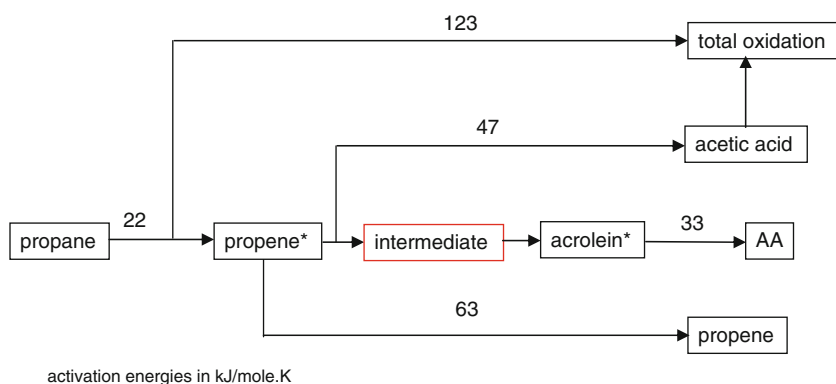 123
total oxidation
47
acetic acid
22
propane
propene*
intermediate
acrolein*
33
AA
63
propene
activation energies in kJ/mole.K